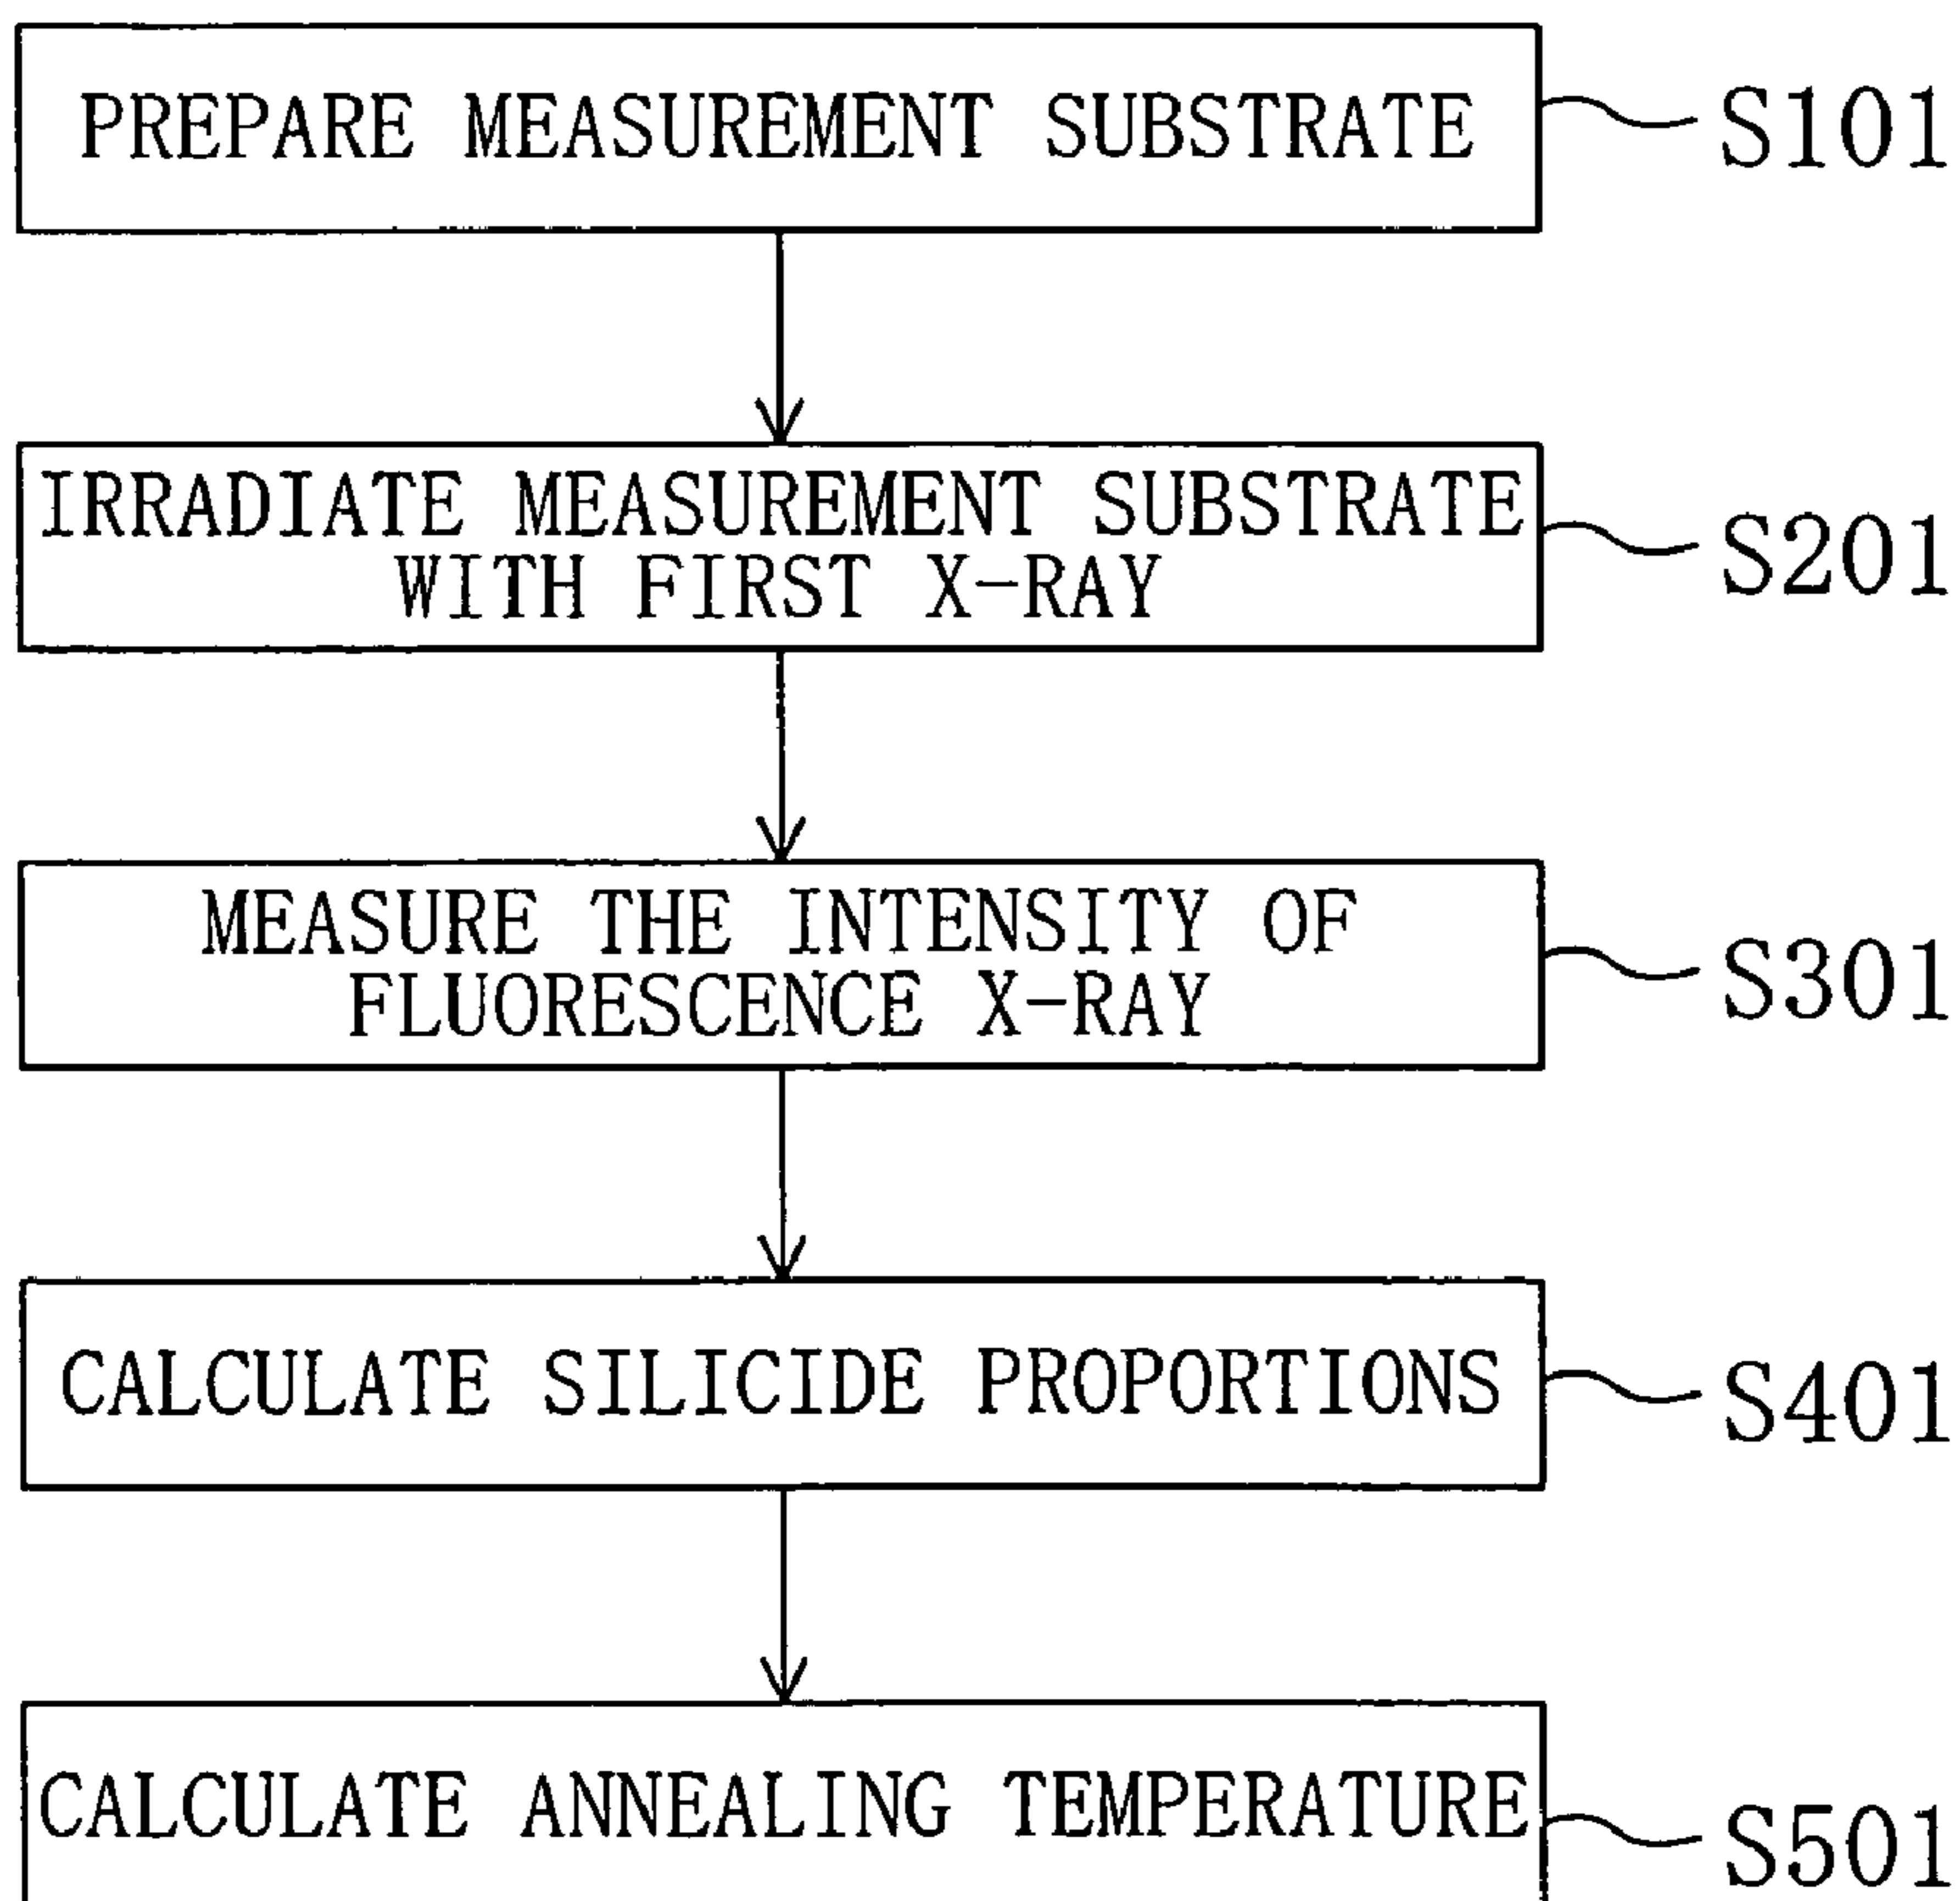 PREPARE MEASUREMENT SUBSTRATE
S101
IRRADIATE MEASUREMENT SUBSTRATE
WITH FIRST X-RAY
S201
MEASURE THE INTENSITY OF
FLUORESCENCE X-RAY
S301
CALCULATE SILICIDE PROPORTIONS
S401
CALCULATE ANNEALING TEMPERATURE
S501